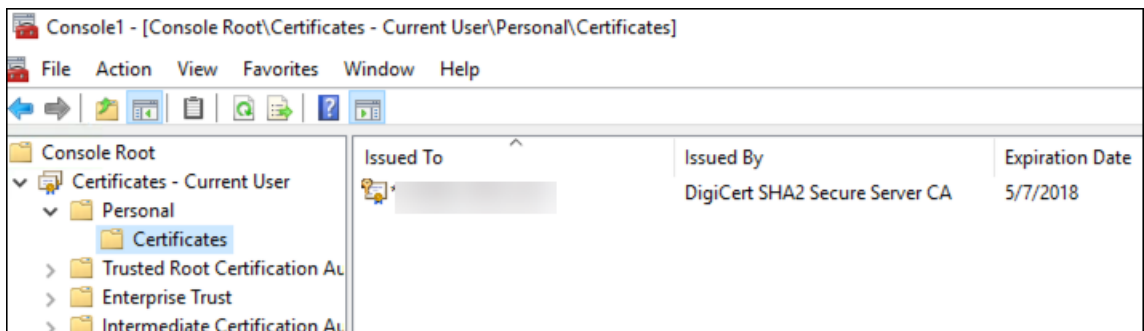 Console1 - [Console Root\Certificates - Current User\Personal\Certificates]
File Action View Favorites Window Help
Console Root
Certificates - Current User
Personal
Certificates
Trusted Root Certification Au
Enterprise Trust
Intermediate Certification Au
Issued To Issued By Expiration Date
* DigiCert SHA2 Secure Server CA 5/7/2018